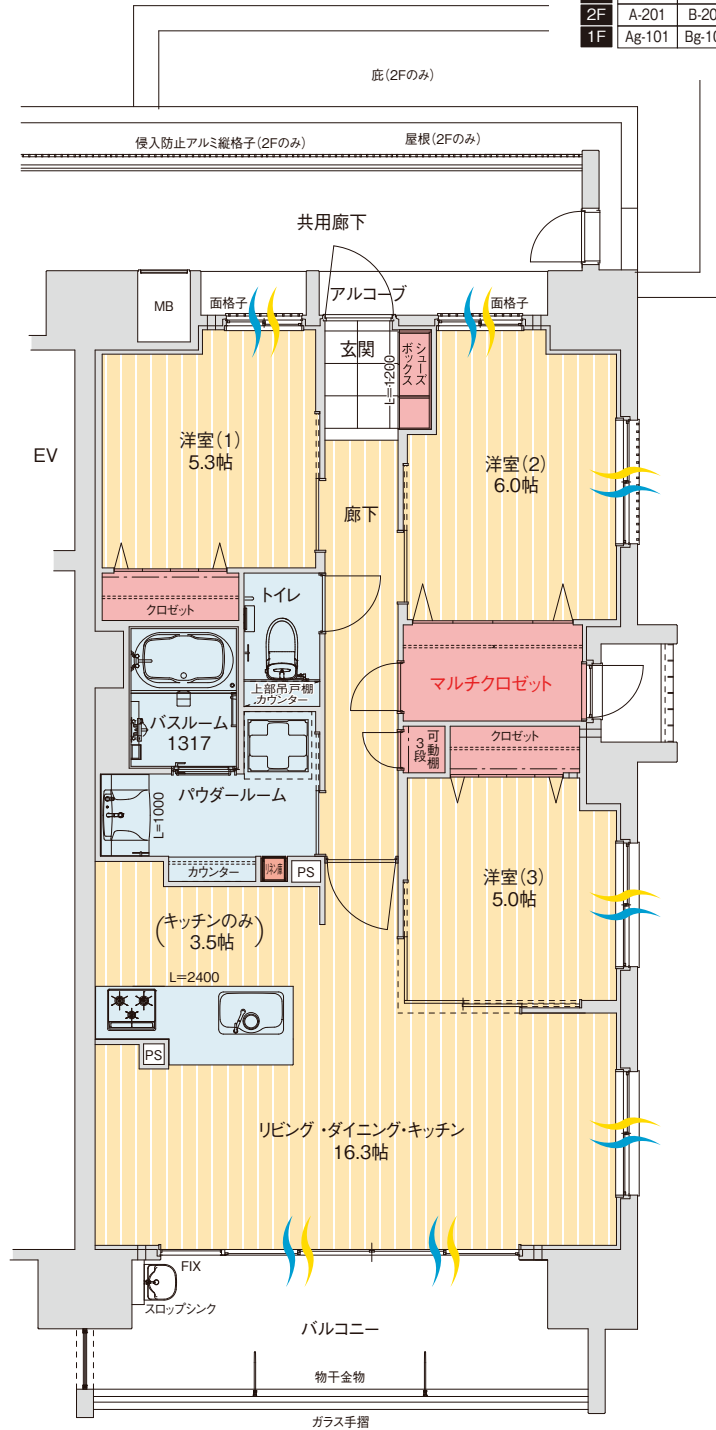 2F A-201 B-20
1F Ag-101 Bg-10
庇(2Fのみ)
侵入防止アルミ縦格子(2Fのみ)
屋根(2Fのみ)
共用廊下
MB
面格子
アルコーブ
面格子
玄関
L=1200
シューズ
ボックス
EV
洋室(1)
5.3帖
洋室(2)
6.0帖
廊下
クロゼット
トイレ
上部吊戸棚
カウンター
マルチクロゼット
バスルーム
1317
可動棚
3段
クロゼット
パウダールーム
L=1000
カウンター
リネン庫
PS
洋室(3)
5.0帖
(キッチンのみ)
3.5帖
L=2400
PS
リビング・ダイニング・キッチン
16.3帖
FIX
スロップシンク
バルコニー
物干金物
ガラス手摺